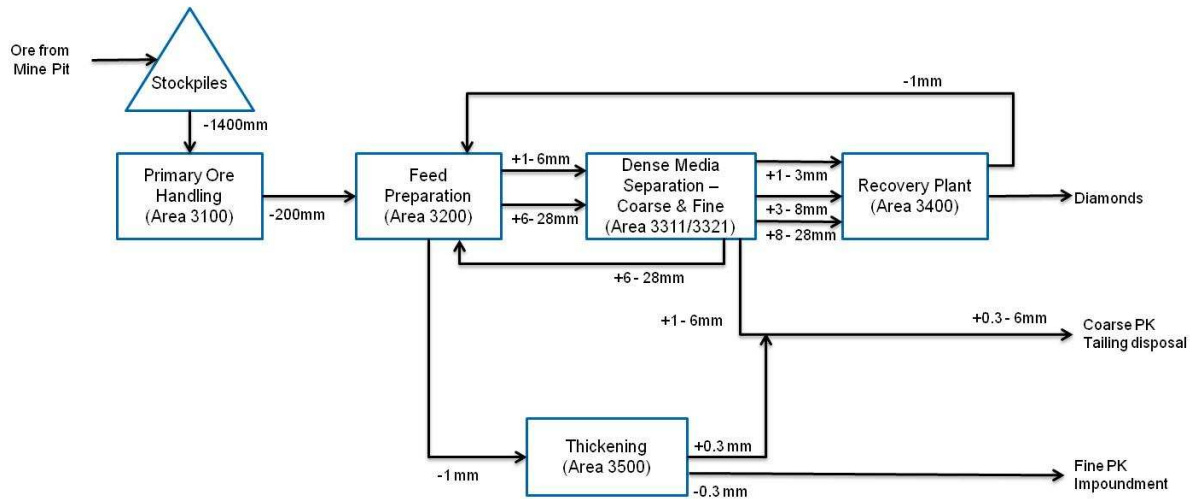 Ore from
Mine Pit
Stockpiles
-1400mm
-1mm
Primary Ore
Handling
(Area 3100)
-200mm
Feed
Preparation
(Area 3200)
+1- 6mm
+6- 28mm
Dense Media
Separation –
Coarse & Fine
(Area 3311/3321)
+1 - 3mm
+3 - 8mm
+8 - 28mm
Recovery Plant
(Area 3400)
Diamonds
+6 - 28mm
+1 - 6mm
+0.3 - 6mm
Coarse PK
Tailing disposal
-1 mm
Thickening
(Area 3500)
+0.3 mm
-0.3 mm
Fine PK
Impoundment